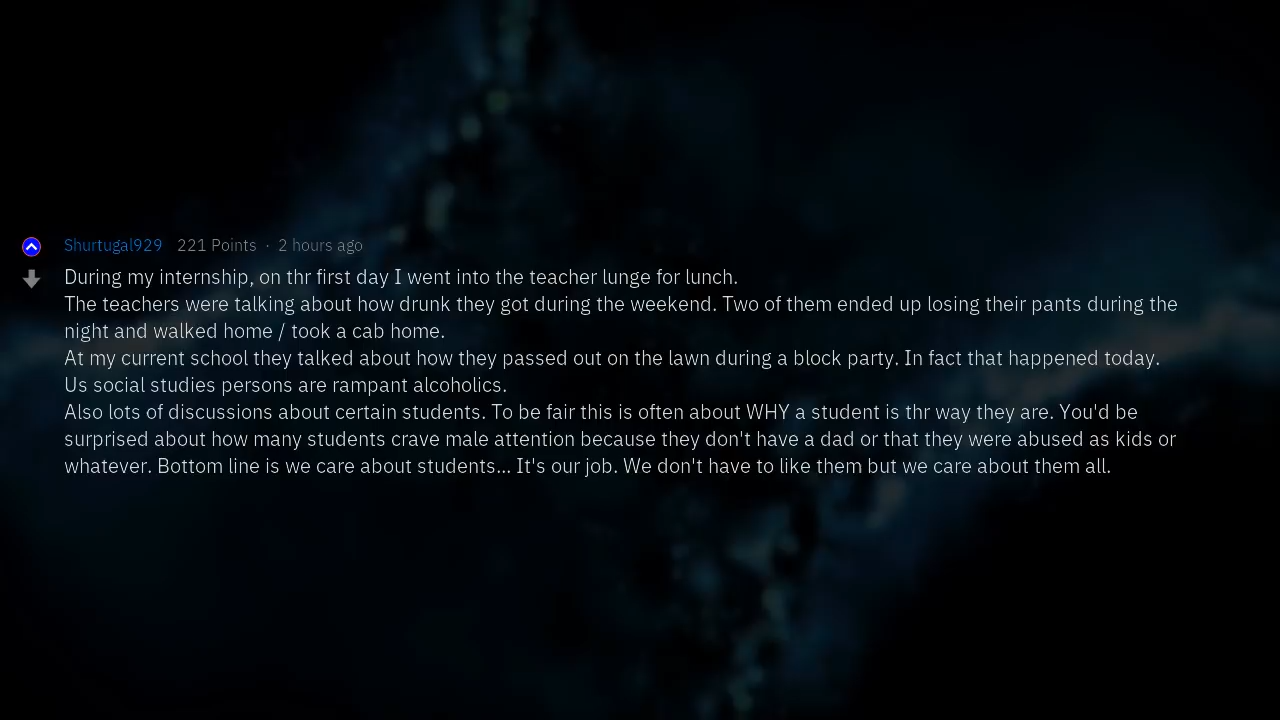 Shurtugal929 221 Points · 2 hours ago
During my internship, on thr first day I went into the teacher lunge for lunch.
The teachers were talking about how drunk they got during the weekend. Two of them ended up losing their pants during the
night and walked home / took a cab home.
At my current school they talked about how they passed out on the lawn during a block party. In fact that happened today.
Us social studies persons are rampant alcoholics.
Also lots of discussions about certain students. To be fair this is often about WHY a student is thr way they are. You'd be
surprised about how many students crave male attention because they don't have a dad or that they were abused as kids or
whatever. Bottom line is we care about students... It's our job. We don't have to like them but we care about them all.